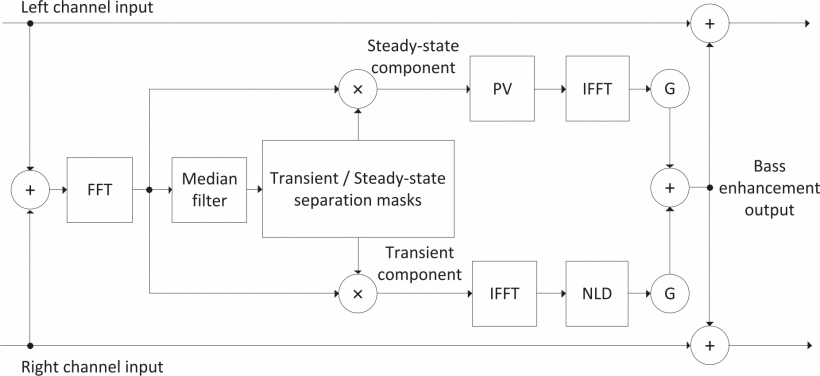 Left channel input
+
Steady-state
component
×
PV
IFFT
G
+
FFT
Median
filter
Transient / Steady-state
separation masks
+
Bass
enhancement
output
Transient
component
×
IFFT
NLD
G
+
Right channel input